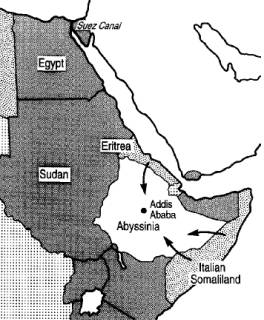 Suez Canal
Egypt
Eritrea
Sudan
Addis
Ababa
Abyssinia
Italian
Somaliland